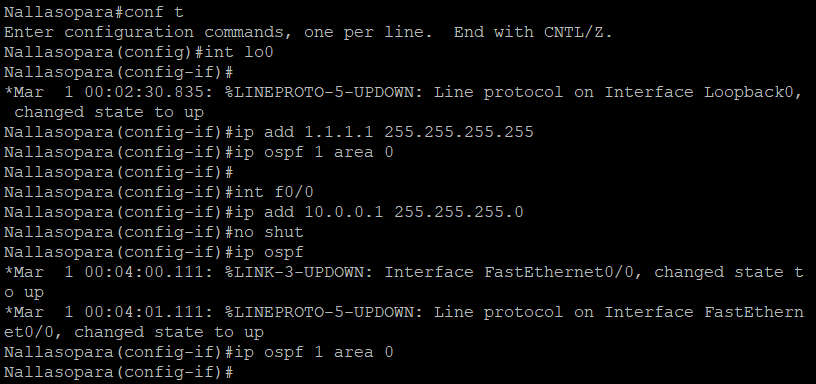 Nallasopara#conf t
Enter configuration commands, one per line.  End with CNTL/Z.
Nallasopara(config)#int lo0
Nallasopara(config-if)#
*Mar  1 00:02:30.835: %LINEPROTO-5-UPDOWN: Line protocol on Interface Loopback0,
 changed state to up
Nallasopara(config-if)#ip add 1.1.1.1 255.255.255.255
Nallasopara(config-if)#ip ospf 1 area 0
Nallasopara(config-if)#
Nallasopara(config-if)#int f0/0
Nallasopara(config-if)#ip add 10.0.0.1 255.255.255.0
Nallasopara(config-if)#no shut
Nallasopara(config-if)#ip ospf
*Mar  1 00:04:00.111: %LINK-3-UPDOWN: Interface FastEthernet0/0, changed state t
o up
*Mar  1 00:04:01.111: %LINEPROTO-5-UPDOWN: Line protocol on Interface FastEthern
et0/0, changed state to up
Nallasopara(config-if)#ip ospf 1 area 0
Nallasopara(config-if)#